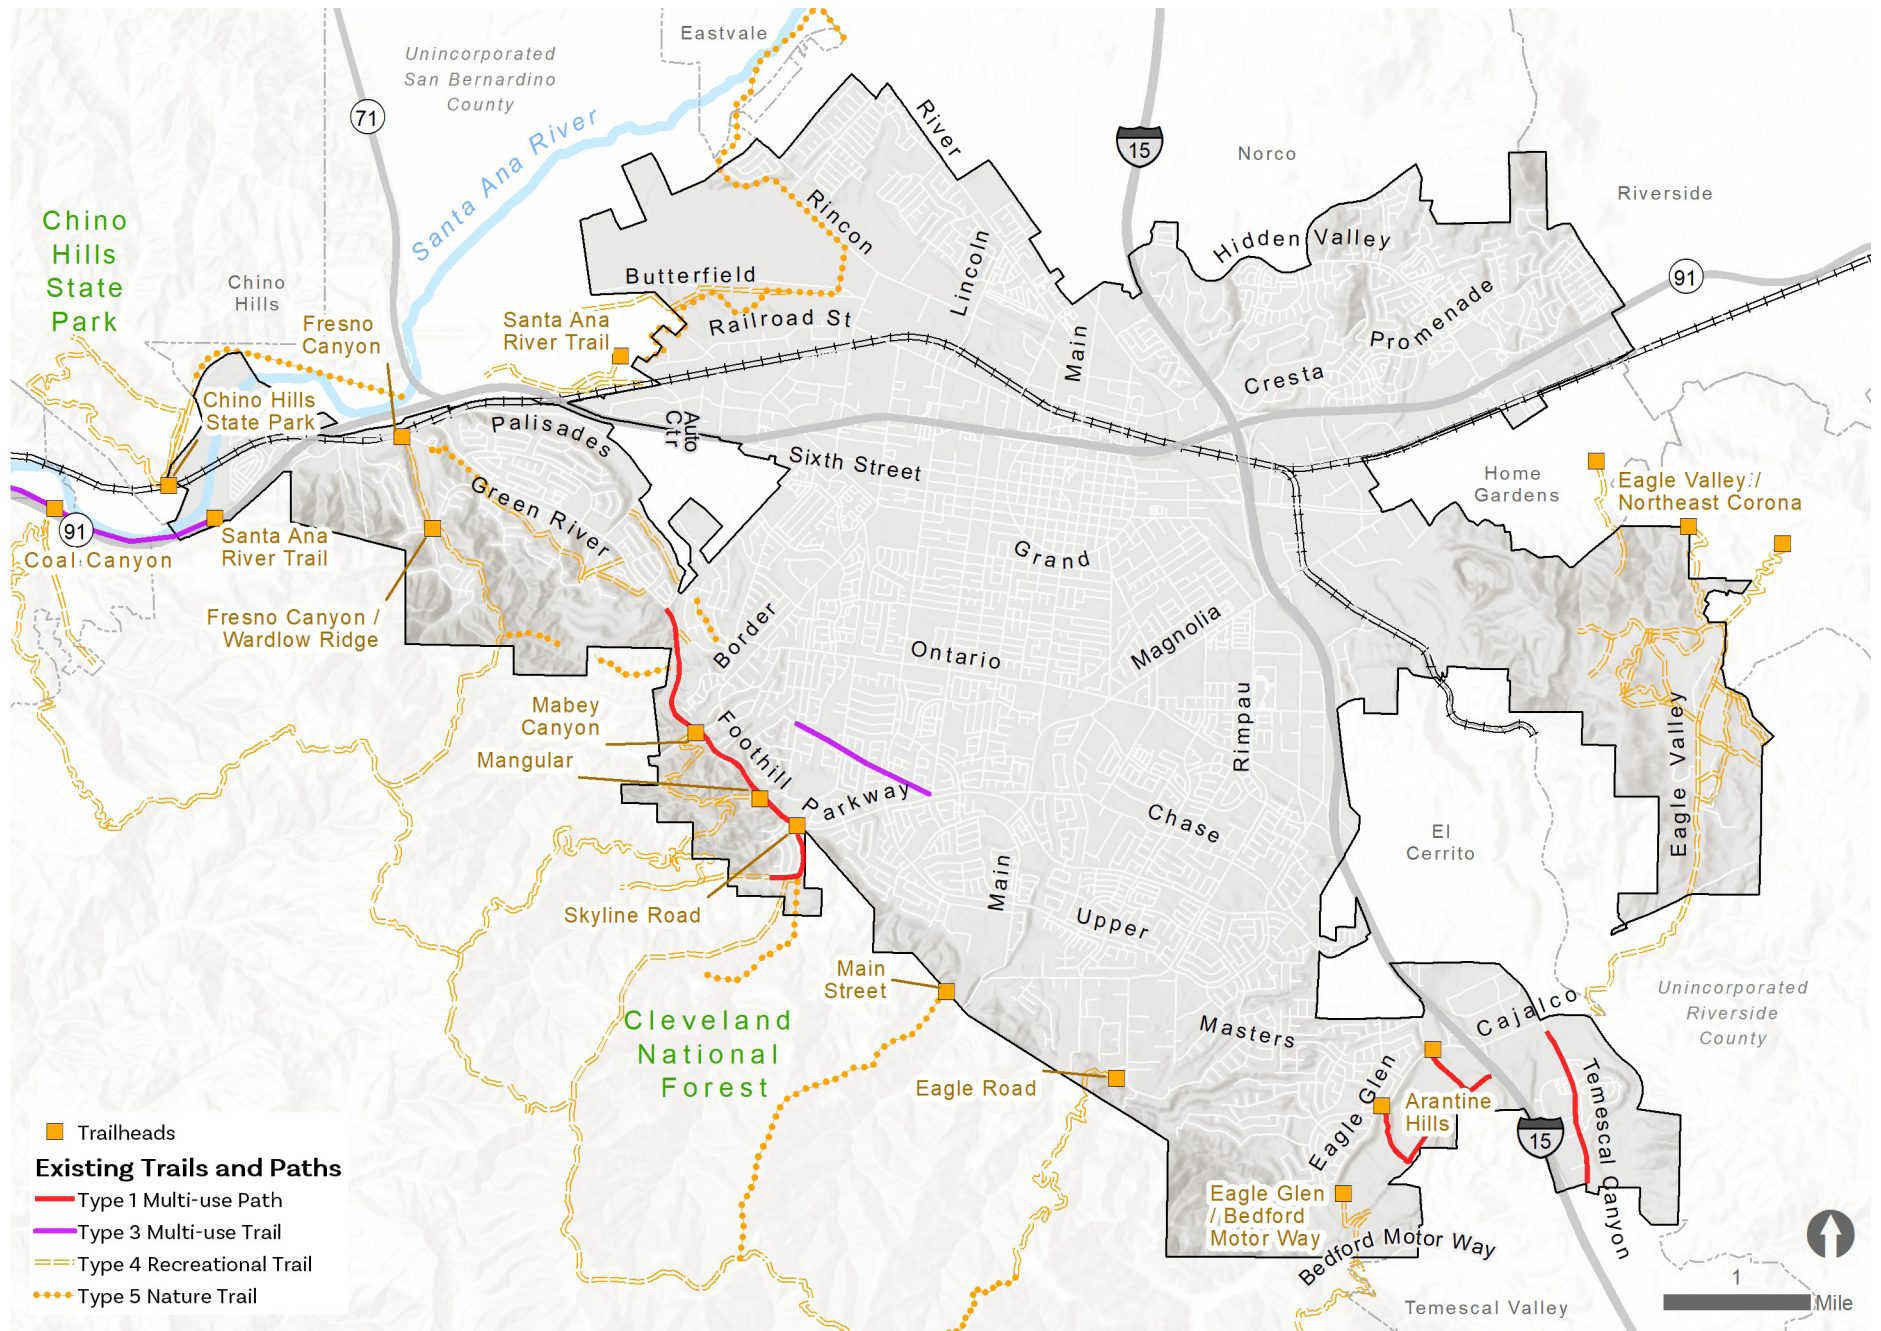 Eastvale
Unincorporated
San Bernardino
County
71
Santa Ana River
River
15
Norco
Riverside
Chino
Hills
State
Park
Chino
Hills
Rincon
Lincoln
Hidden Valley
91
Butterfield
Fresno
Canyon
Santa Ana
River Trail
Railroad St
Main
Promenade
Cresta
Chino Hills
State Park
Palisades
Auto
Ctr
Sixth Street
Home
Gardens
Eagle Valley /
Northeast Corona
Green River
91
Santa Ana
River Trail
Coal Canyon
Grand
Fresno Canyon /
Wardlow Ridge
Border
Ontario
Magnolia
Rimpau
Mabey
Canyon
Mangular
Foothill Parkway
Eagle Valley
Chase
El
Cerrito
Skyline Road
Main
Upper
Main
Street
Cleveland
National
Forest
Masters
Cajalco
Unincorporated
Riverside
County
Eagle Road
Eagle Glen
Arantine
Hills
15
Temescal Canyon
Eagle Glen
/ Bedford
Motor Way
Bedford Motor Way
Temescal Valley
Trailheads
Existing Trails and Paths
Type 1 Multi-use Path
Type 3 Multi-use Trail
Type 4 Recreational Trail
Type 5 Nature Trail
1
Mile